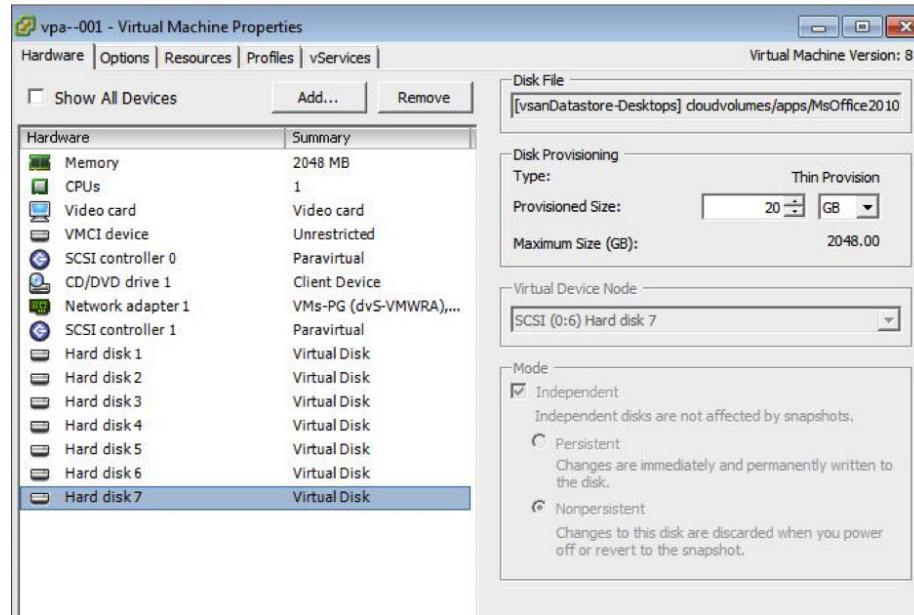 vpa--001 - Virtual Machine Properties
Hardware Options Resources Profiles vServices Virtual Machine Version: 8
Show All Devices Add... Remove
Hardware Summary
Memory 2048 MB
CPUs 1
Video card Video card
VMCI device Unrestricted
SCSI controller 0 Paravirtual
CD/DVD drive 1 Client Device
Network adapter 1 VMs-PG (dvS-VMWRA),...
SCSI controller 1 Paravirtual
Hard disk 1 Virtual Disk
Hard disk 2 Virtual Disk
Hard disk 3 Virtual Disk
Hard disk 4 Virtual Disk
Hard disk 5 Virtual Disk
Hard disk 6 Virtual Disk
Hard disk 7 Virtual Disk
Disk File
[vsanDatastore-Desktops] cloudvolumes/apps/MsOffice2010
Disk Provisioning
Type: Thin Provision
Provisioned Size: 20 GB
Maximum Size (GB): 2048.00
Virtual Device Node
SCSI (0:6) Hard disk 7
Mode
Independent
Independent disks are not affected by snapshots.
Persistent
Changes are immediately and permanently written to
the disk.
Nonpersistent
Changes to this disk are discarded when you power
off or revert to the snapshot.